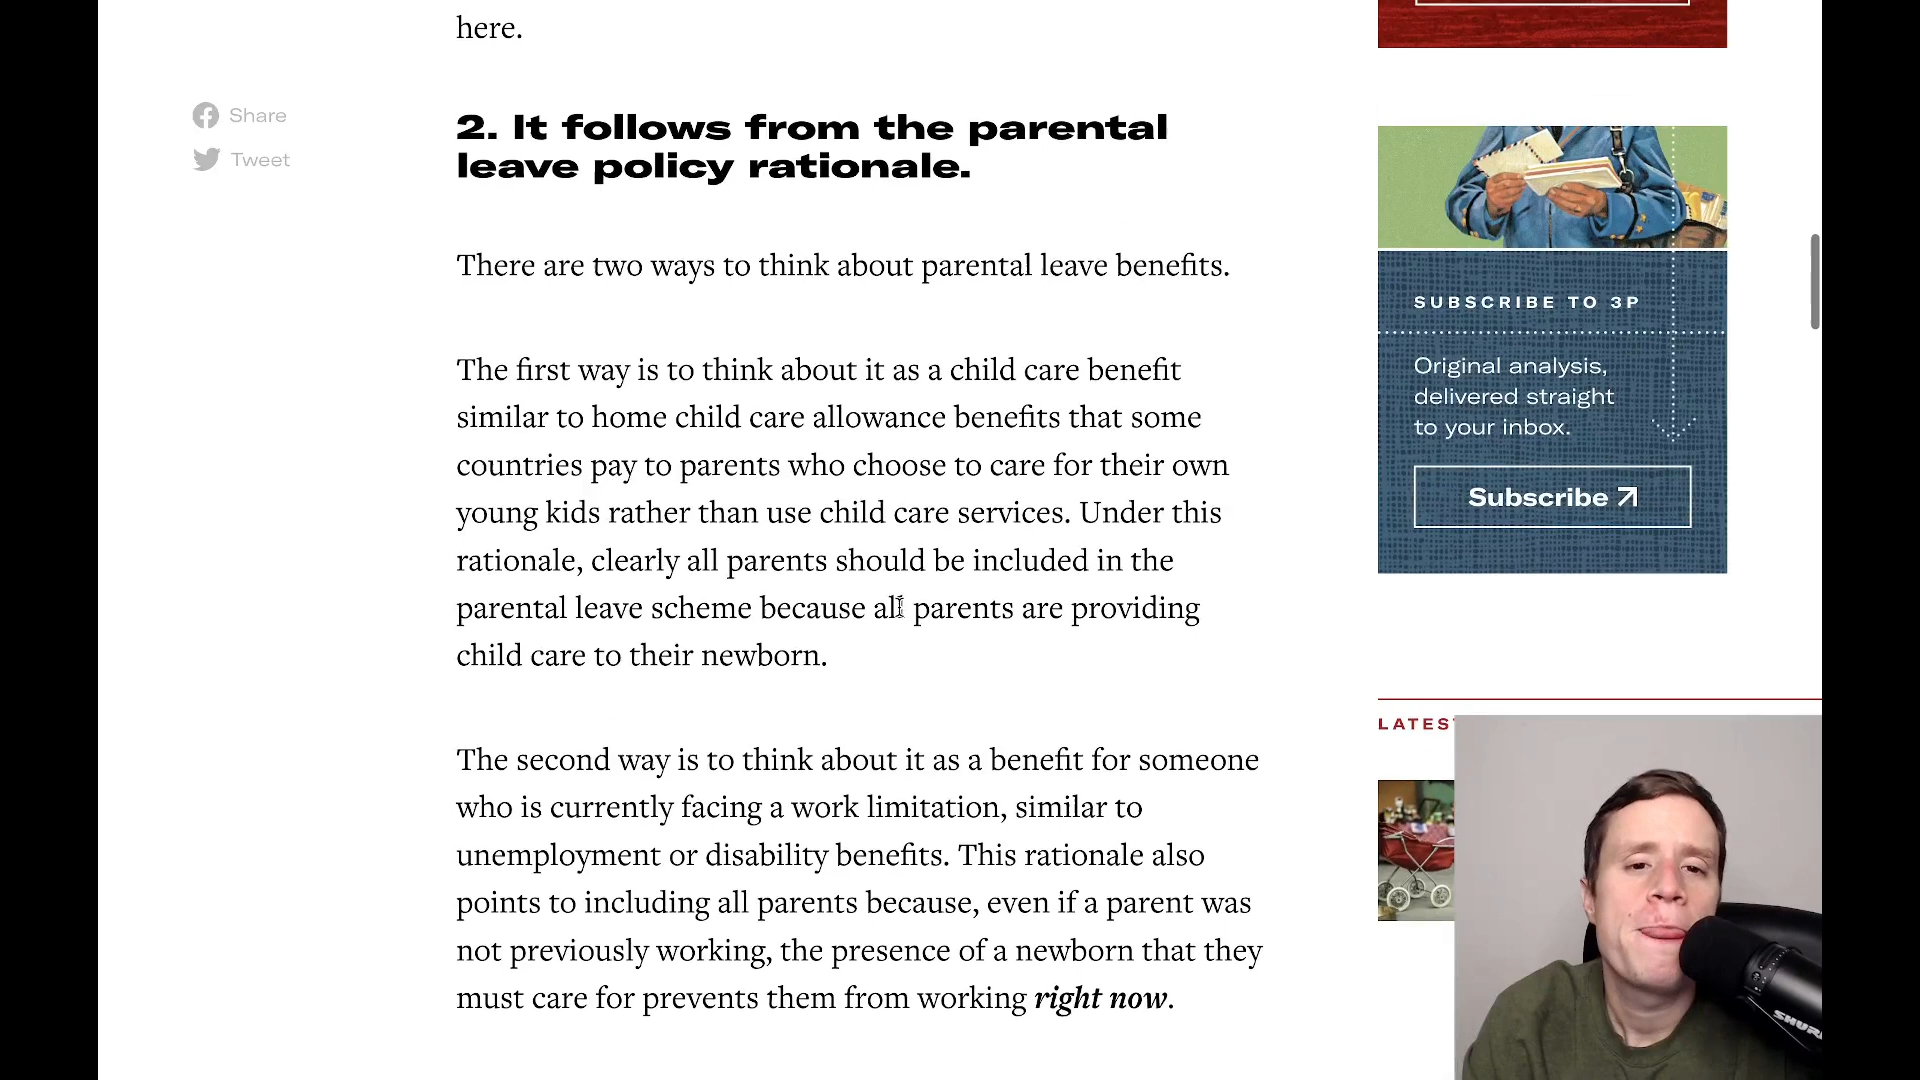 here.
Share
Tweet
2. It follows from the parental
leave policy rationale.
There are two ways to think about parental leave benefits.
The first way is to think about it as a child care benefit
similar to home child care allowance benefits that some
countries pay to parents who choose to care for their own
young kids rather than use child care services. Under this
rationale, clearly all parents should be included in the
parental leave scheme because all parents are providing
child care to their newborn.
The second way is to think about it as a benefit for someone
who is currently facing a work limitation, similar to
unemployment or disability benefits. This rationale also
points to including all parents because, even if a parent was
not previously working, the presence of a newborn that they
must care for prevents them from working right now.
SUBSCRIBE TO 3P
Original analysis,
delivered straight
to your inbox.
Subscribe
LATES
SHUR